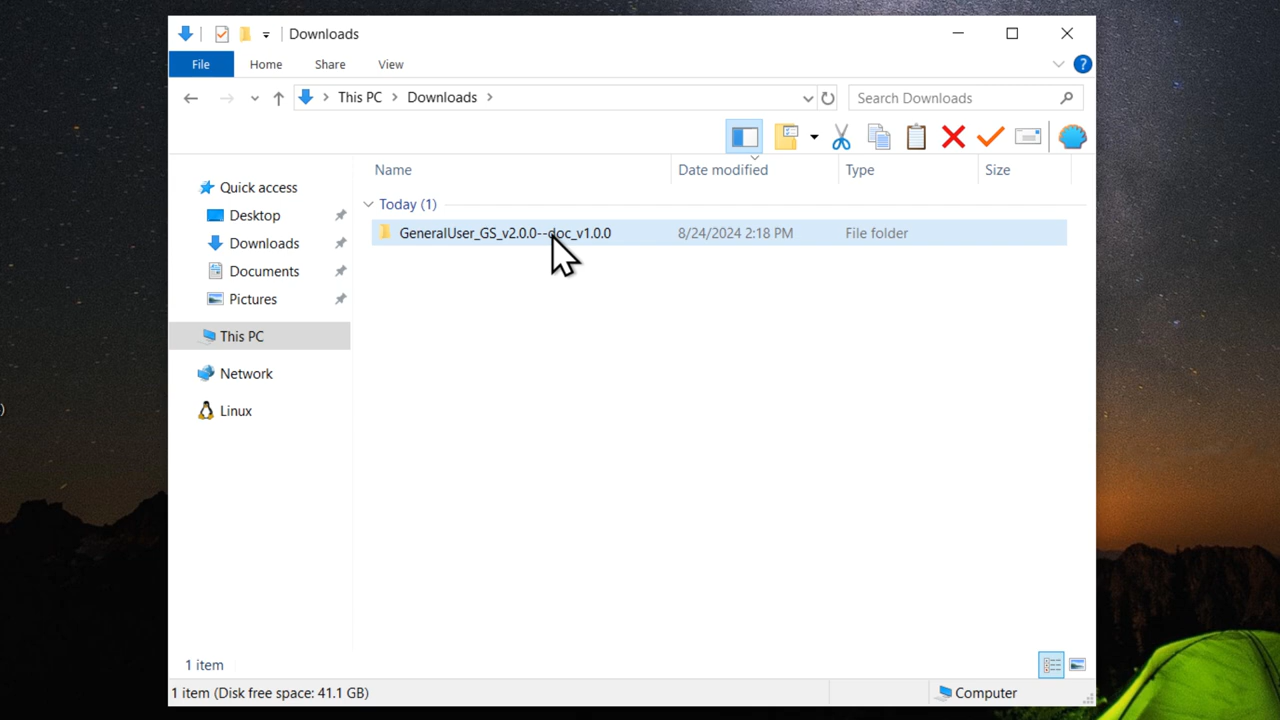 Downloads
File Home Share View
This PC Downloads
Search Downloads
Name Date modified Type Size
Quick access
Today (1)
Desktop
GeneralUser_GS_v2.0.0--doc_v1.0.0 8/24/2024 2:18 PM File folder
Downloads
Documents
Pictures
This PC
Network
)
Linux
1 item
1 item (Disk free space: 41.1 GB) Computer